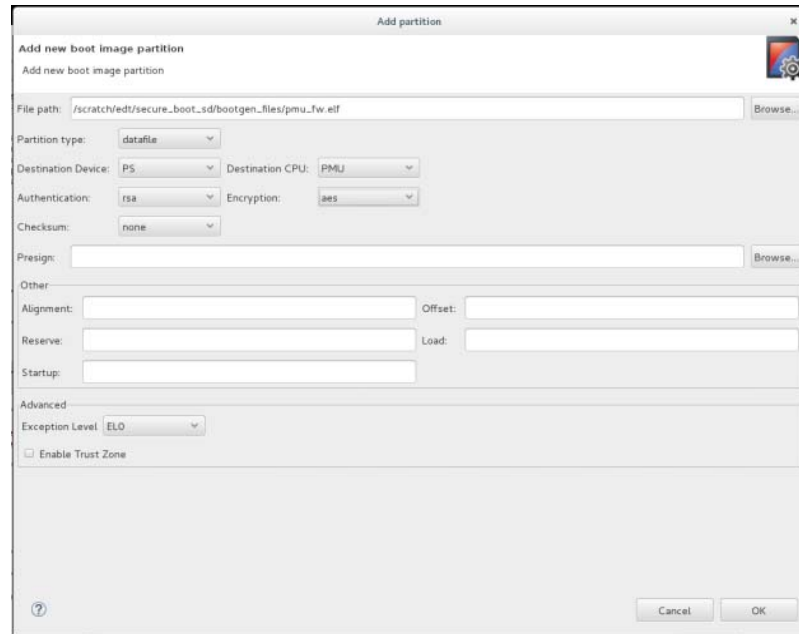 Add partition
Add new boot image partition
Add new boot image partition
File path: /scratch/edt/secure_boot_sd/bootgen_files/pmu_fw.elf Browse...
Partition type: datafile
Destination Device: PS Destination CPU: PMU
Authentication: rsa Encryption: aes
Checksum: none
Presign: Browse...
Other
Alignment: Offset:
Reserve: Load:
Startup:
Advanced
Exception Level EL0
Enable Trust Zone
Cancel OK